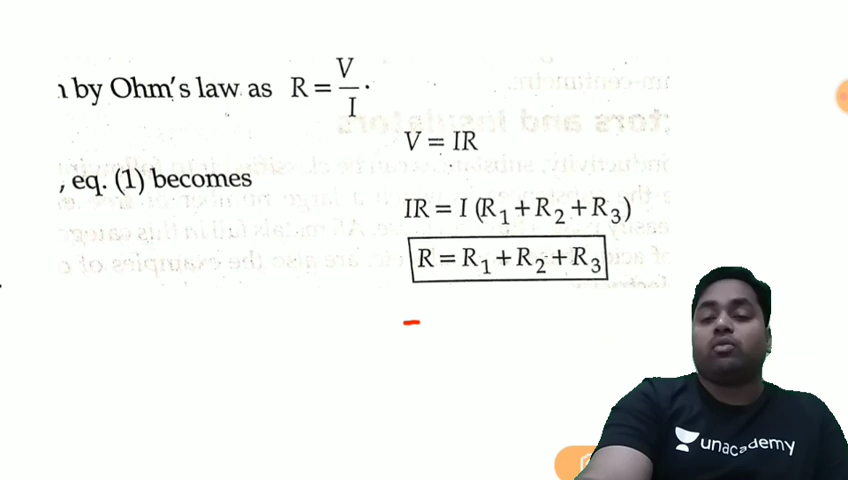 by Ohm's law as R = V/I.
V = IR
, eq. (1) becomes
IR = I (R₁ + R₂ + R₃)
R = R₁ + R₂ + R₃
unacademy